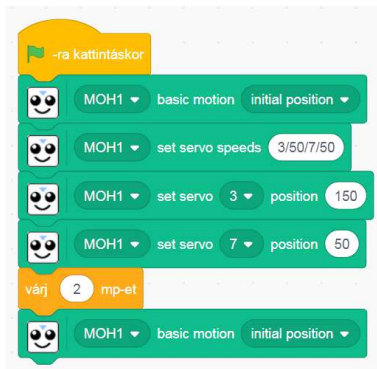 -ra kattintáskor
MOH1 basic motion initial position
MOH1 set servo speeds 3/50/7/50
MOH1 set servo 3 position 150
MOH1 set servo 7 position 50
várj 2 mp-et
MOH1 basic motion initial position